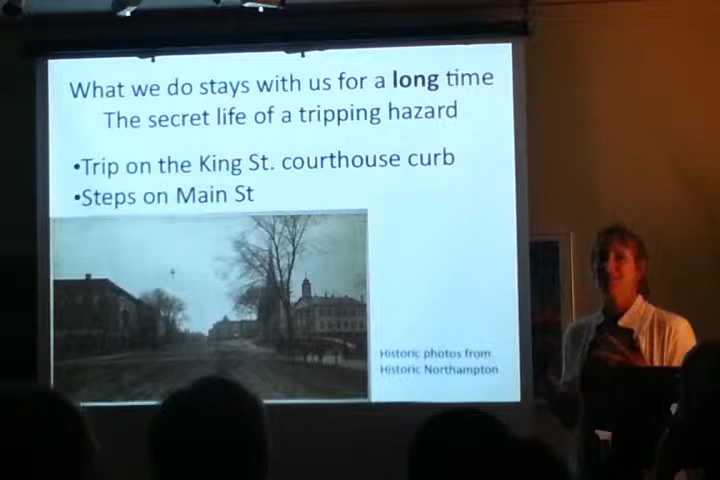 What we do stays with us for a long time
The secret life of a tripping hazard
•Trip on the King St. courthouse curb
•Steps on Main St
Historic photos from
Historic Northampton